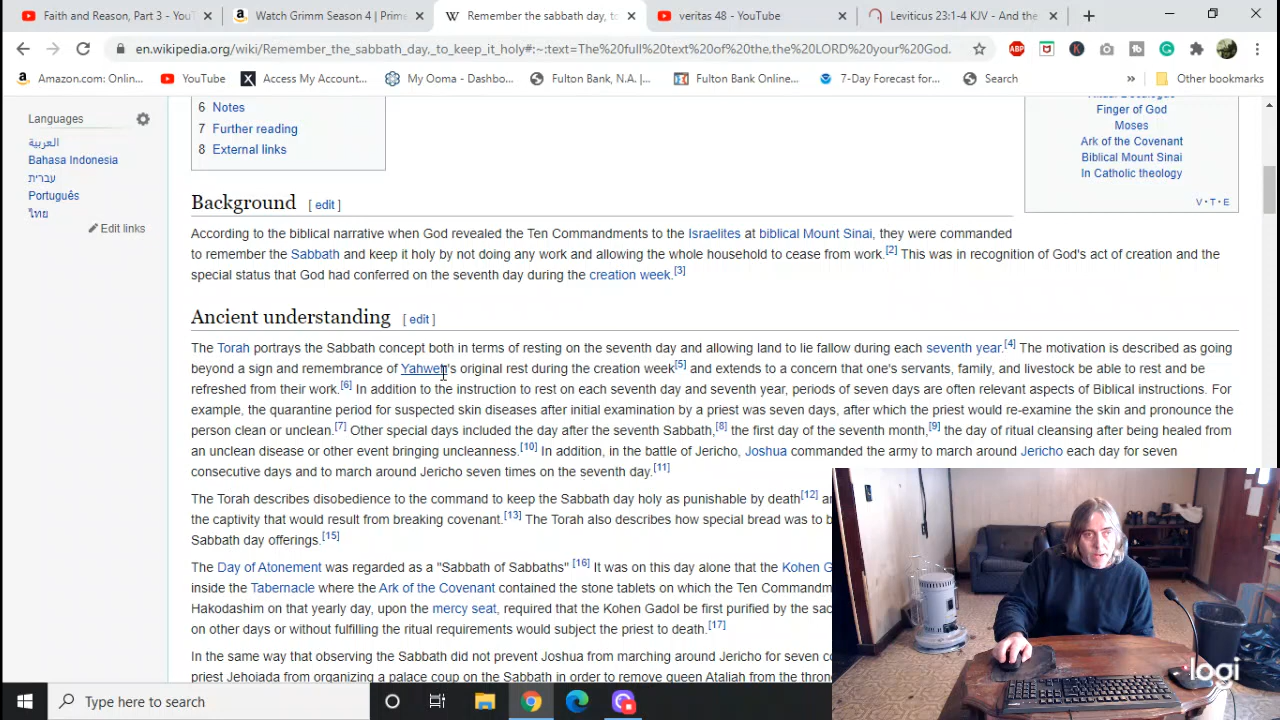 Faith and Reason, Part 3 - YouT
Watch Grimm Season 4 | Prime
W Remember the sabbath day, to
veritas 48 - YouTube
Leviticus 23:1-4 KJV - And the
en.wikipedia.org/wiki/Remember_the_sabbath_day,_to_keep_it_holy#:~:text=The%20full%20text%20of%20the,the%20LORD%20your%20God.
ABP
Amazon.com: Onlin...
YouTube
Access My Account...
My Ooma - Dashbo...
Fulton Bank, N.A. |...
Fulton Bank Online...
7-Day Forecast for...
Search
»
Other bookmarks
Languages
العربية
Bahasa Indonesia
עברית
Português
ไทย
Edit links
6 Notes
7 Further reading
8 External links
Finger of God
Moses
Ark of the Covenant
Biblical Mount Sinai
In Catholic theology
V • T • E
Background [ edit ]
According to the biblical narrative when God revealed the Ten Commandments to the Israelites at biblical Mount Sinai, they were commanded
to remember the Sabbath and keep it holy by not doing any work and allowing the whole household to cease from work.[2] This was in recognition of God's act of creation and the
special status that God had conferred on the seventh day during the creation week.[3]
Ancient understanding [ edit ]
The Torah portrays the Sabbath concept both in terms of resting on the seventh day and allowing land to lie fallow during each seventh year.[4] The motivation is described as going
beyond a sign and remembrance of Yahweh's original rest during the creation week[5] and extends to a concern that one's servants, family, and livestock be able to rest and be
refreshed from their work.[6] In addition to the instruction to rest on each seventh day and seventh year, periods of seven days are often relevant aspects of Biblical instructions. For
example, the quarantine period for suspected skin diseases after initial examination by a priest was seven days, after which the priest would re-examine the skin and pronounce the
person clean or unclean.[7] Other special days included the day after the seventh Sabbath,[8] the first day of the seventh month,[9] the day of ritual cleansing after being healed from
an unclean disease or other event bringing uncleanness.[10] In addition, in the battle of Jericho, Joshua commanded the army to march around Jericho each day for seven
consecutive days and to march around Jericho seven times on the seventh day.[11]
The Torah describes disobedience to the command to keep the Sabbath day holy as punishable by death[12] an
the captivity that would result from breaking covenant.[13] The Torah also describes how special bread was to b
Sabbath day offerings.[15]
The Day of Atonement was regarded as a "Sabbath of Sabbaths" [16] It was on this day alone that the Kohen G
inside the Tabernacle where the Ark of the Covenant contained the stone tablets on which the Ten Command
Hakodashim on that yearly day, upon the mercy seat, required that the Kohen Gadol be first purified by the sac
on other days or without fulfilling the ritual requirements would subject the priest to death.[17]
In the same way that observing the Sabbath did not prevent Joshua from marching around Jericho for seven co
priest Jehoiada from organizing a palace coup on the Sabbath in order to remove queen Ataliah from the throne
logi
Type here to search